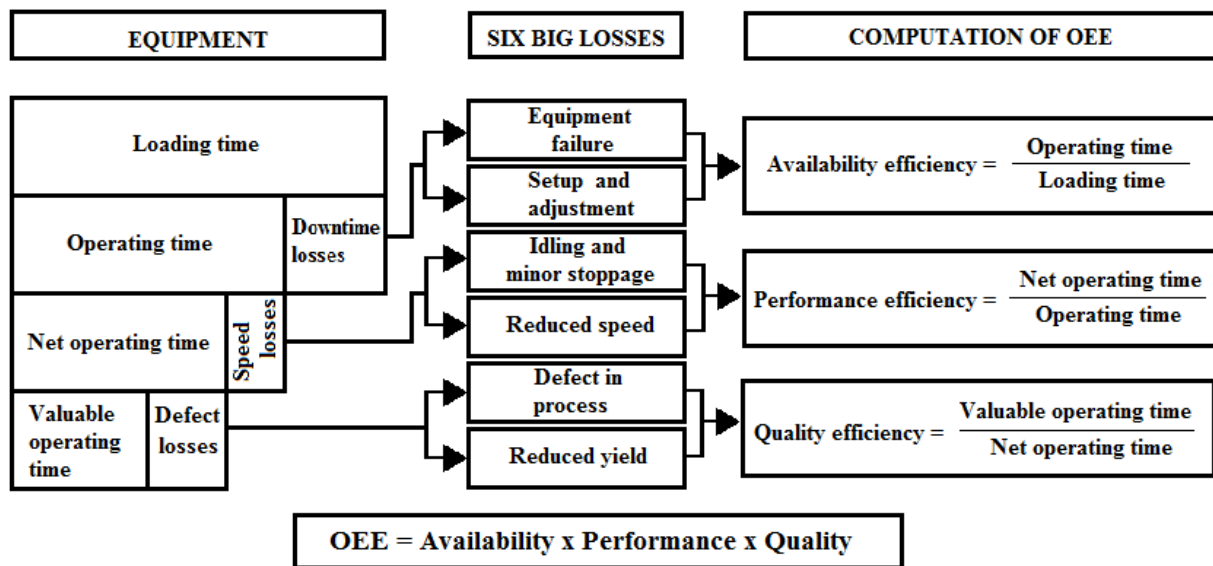 EQUIPMENT
SIX BIG LOSSES
COMPUTATION OF OEE
Loading time
Operating time
Downtime
losses
Net operating time
Speed
losses
Valuable
operating
time
Defect
losses
Equipment
failure
Setup and
adjustment
Idling and
minor stoppage
Reduced speed
Defect in
process
Reduced yield
Availability efficiency = Operating time
Loading time
Performance efficiency = Net operating time
Operating time
Quality efficiency = Valuable operating time
Net operating time
OEE = Availability x Performance x Quality